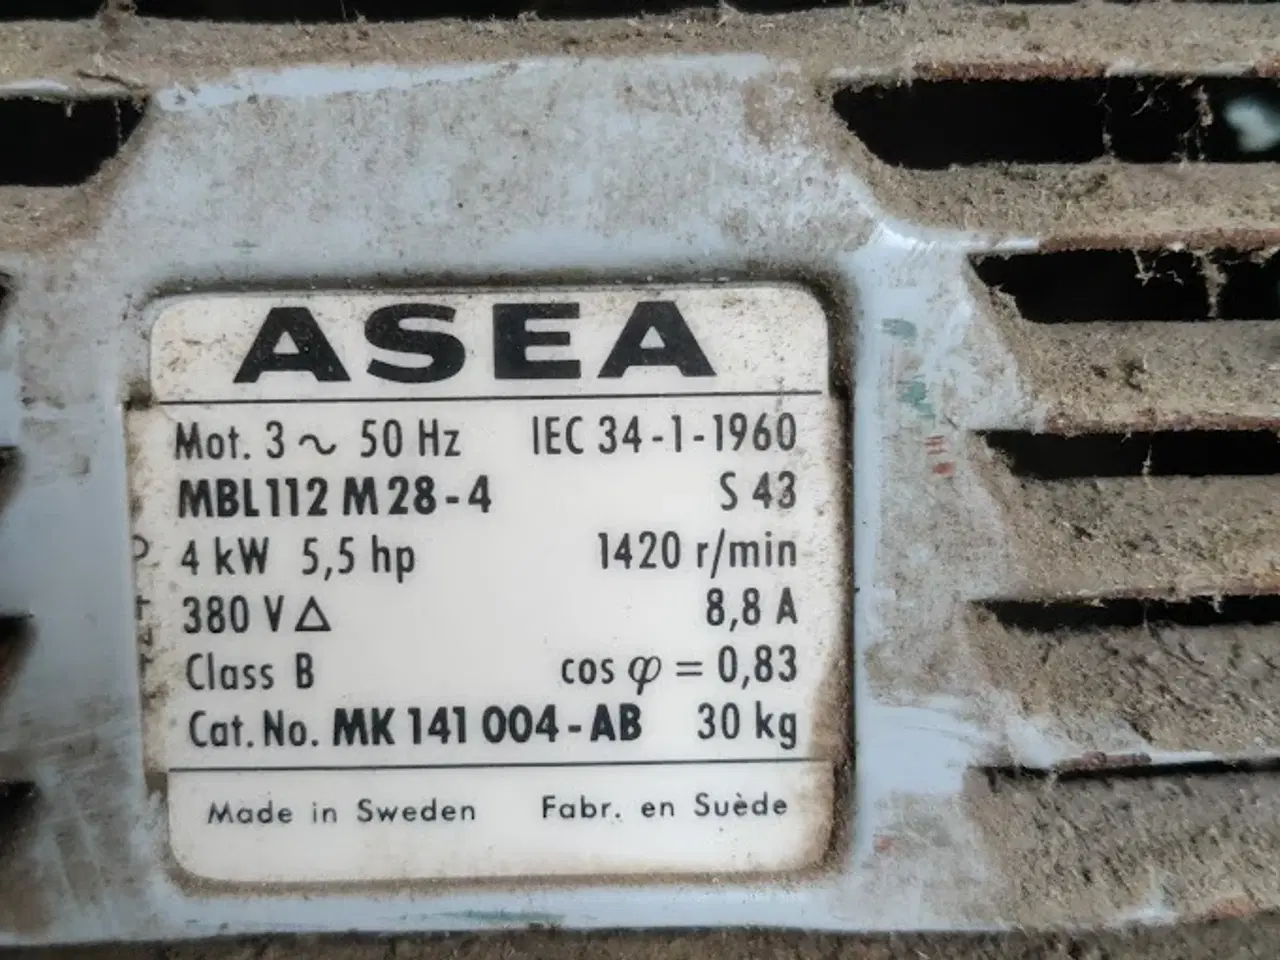 ASEA
Mot. 3 ~ 50 Hz IEC 34-1-1960
MBL112 M28-4 S 43
4 kW 5,5 hp 1420 r/min
380 V Δ 8,8 A
Class B cos φ = 0,83
Cat. No. MK 141 004-AB 30 kg
Made in Sweden Fabr. en Suède